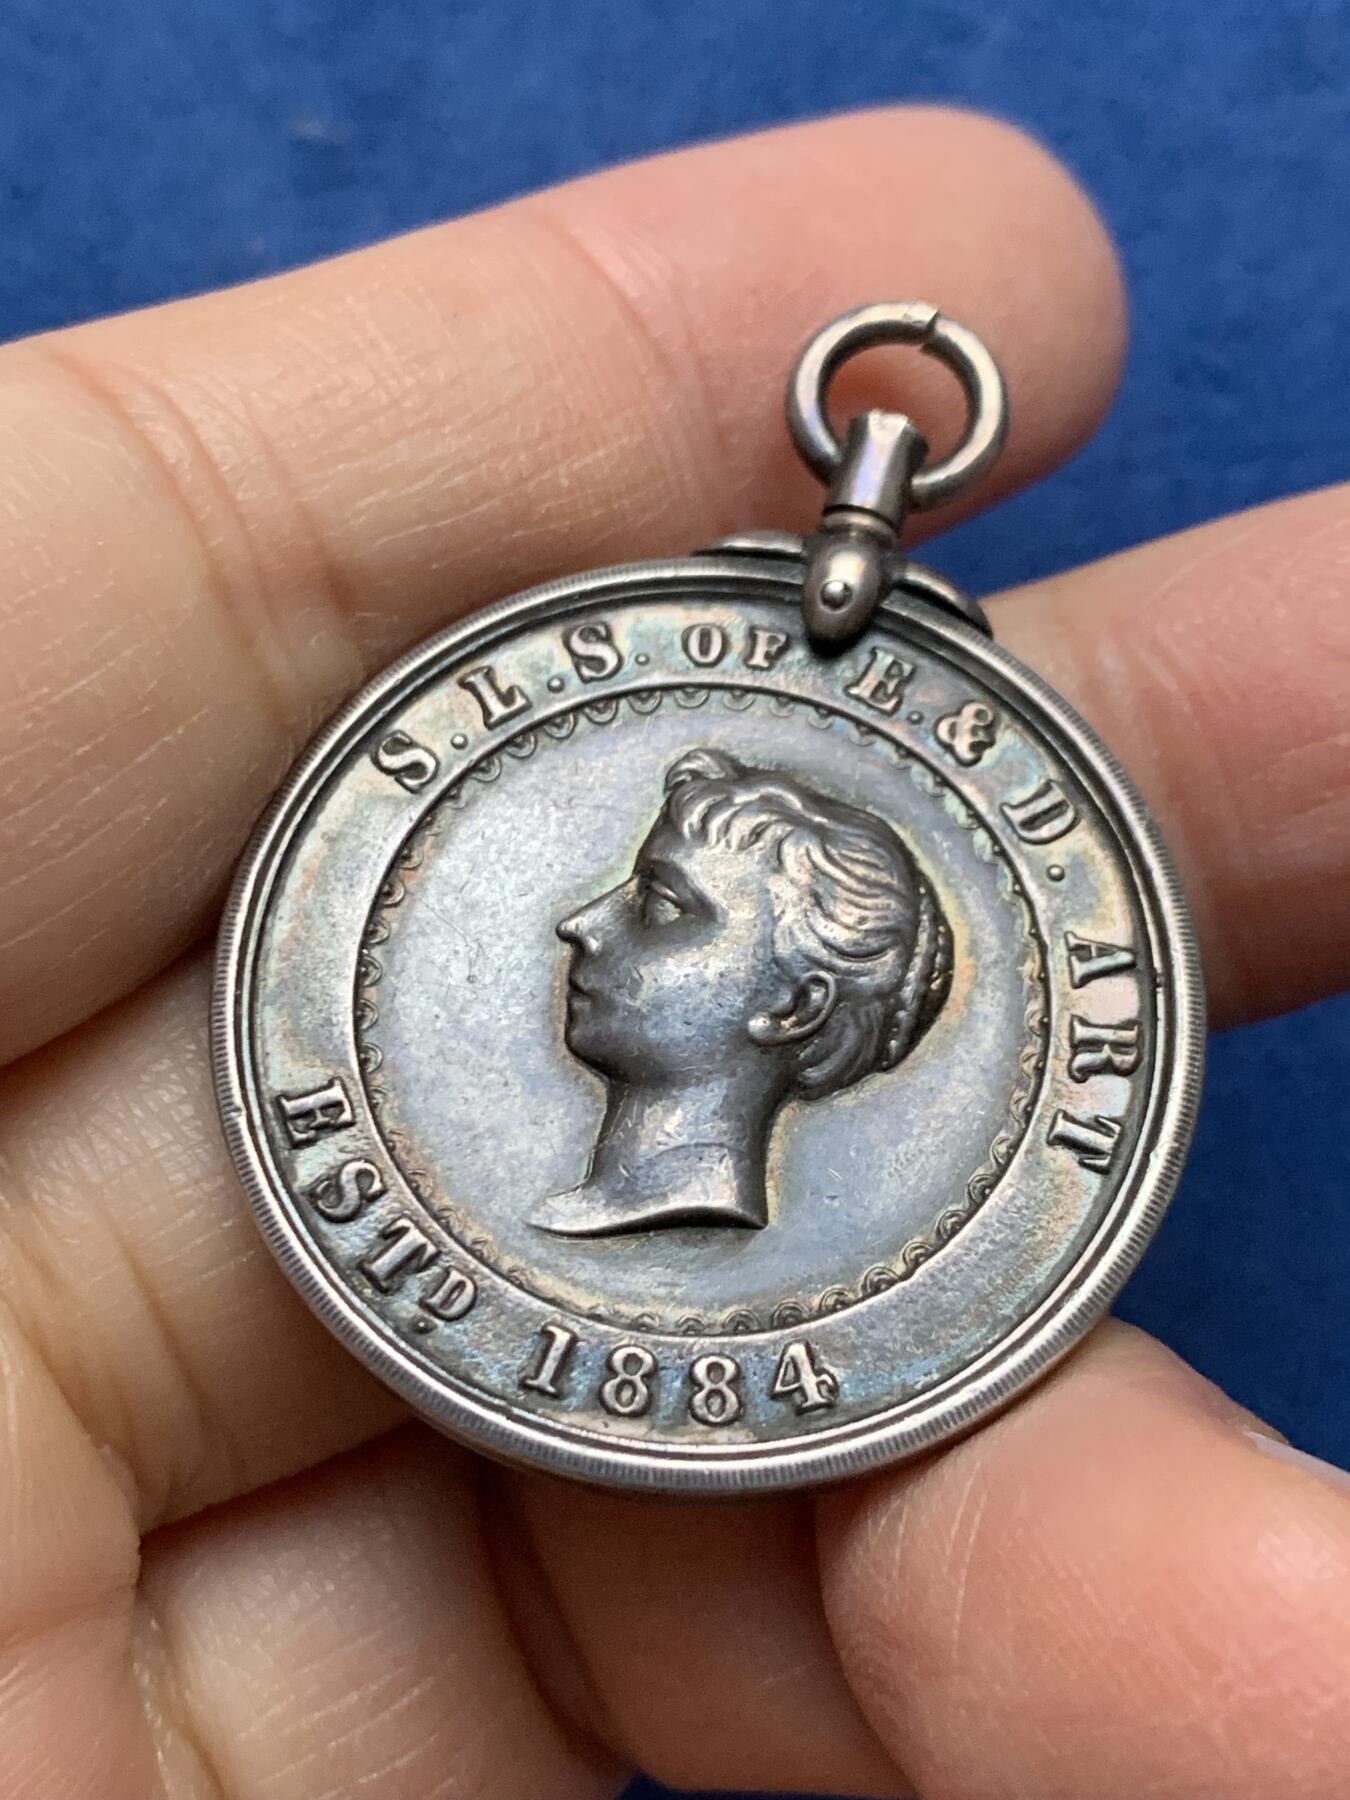 S.L.S. OF E.& D. ART
ESTD. 1884